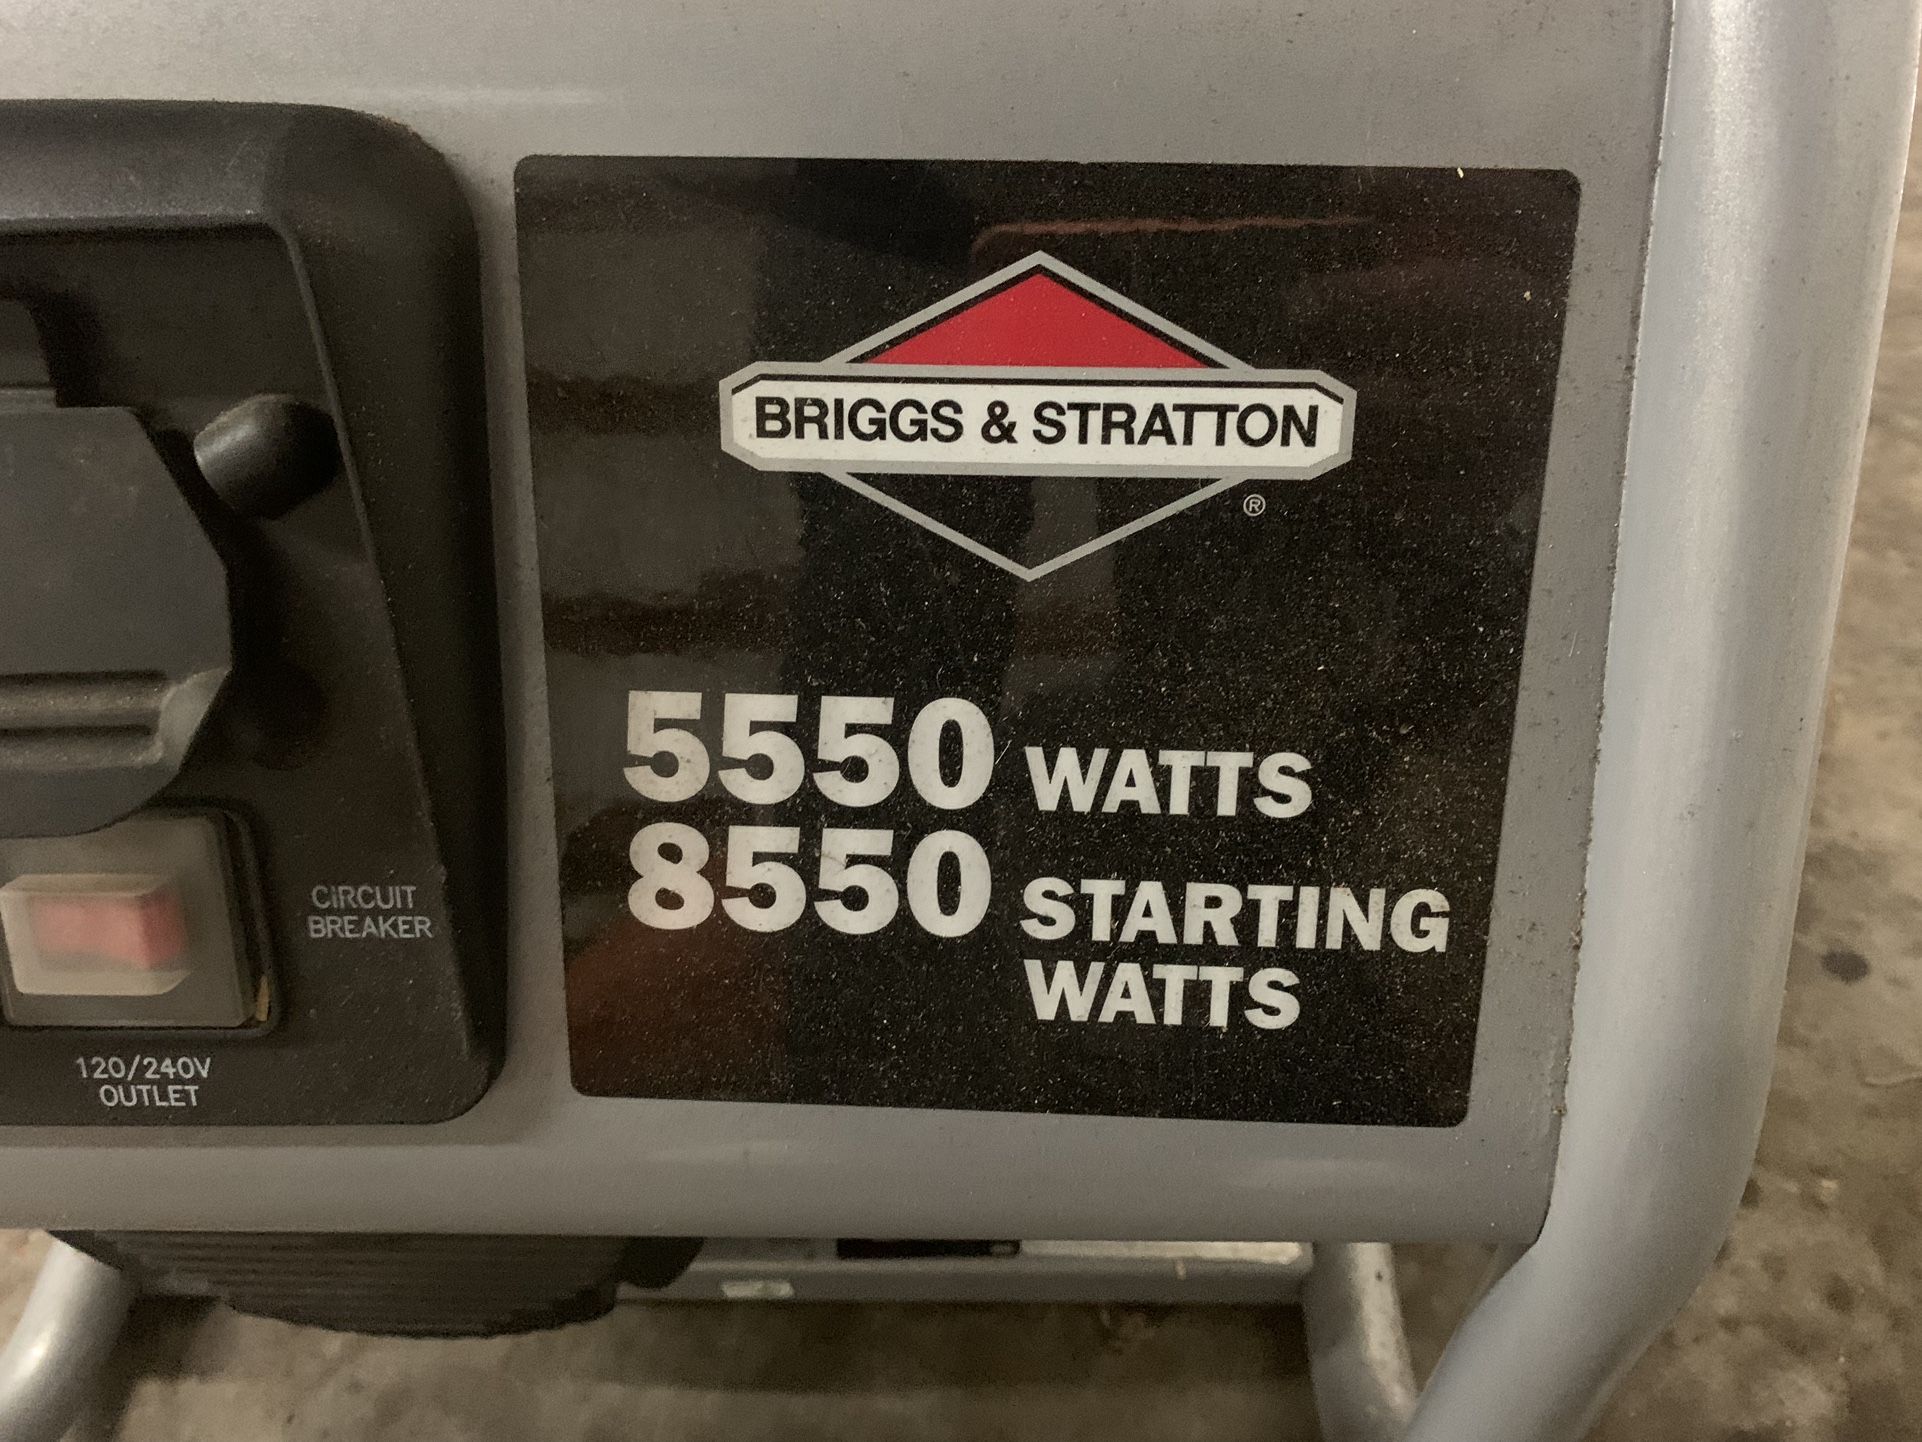 BRIGGS & STRATTON
®
5550 WATTS
8550 STARTING
WATTS
CIRCUIT
BREAKER
120/240V
OUTLET